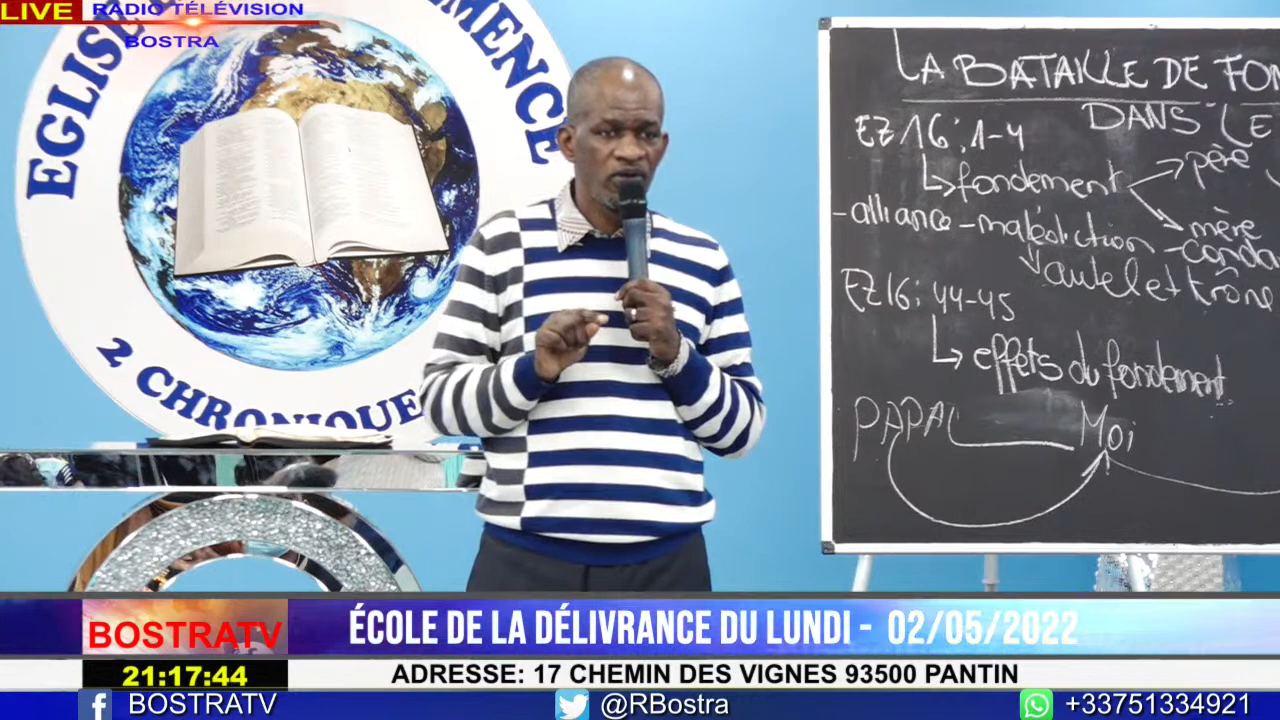 LIVE
RADIO TÉLÉVISION
BOSTRA
EGLISE
MENCE
2 CHRONIQUE
LA BATAILLE DE FON
DANS LE
EZ 16 : 1-4
fondement
père
mère
- alliance - malédiction - conda
autel et trône
EZ 16 : 44-45
effets du fondement
PAPA
Moi
BOSTRATV
ÉCOLE DE LA DÉLIVRANCE DU LUNDI - 02/05/2022
21:17:44
ADRESSE: 17 CHEMIN DES VIGNES 93500 PANTIN
BOSTRATV
@RBostra
+33751334921